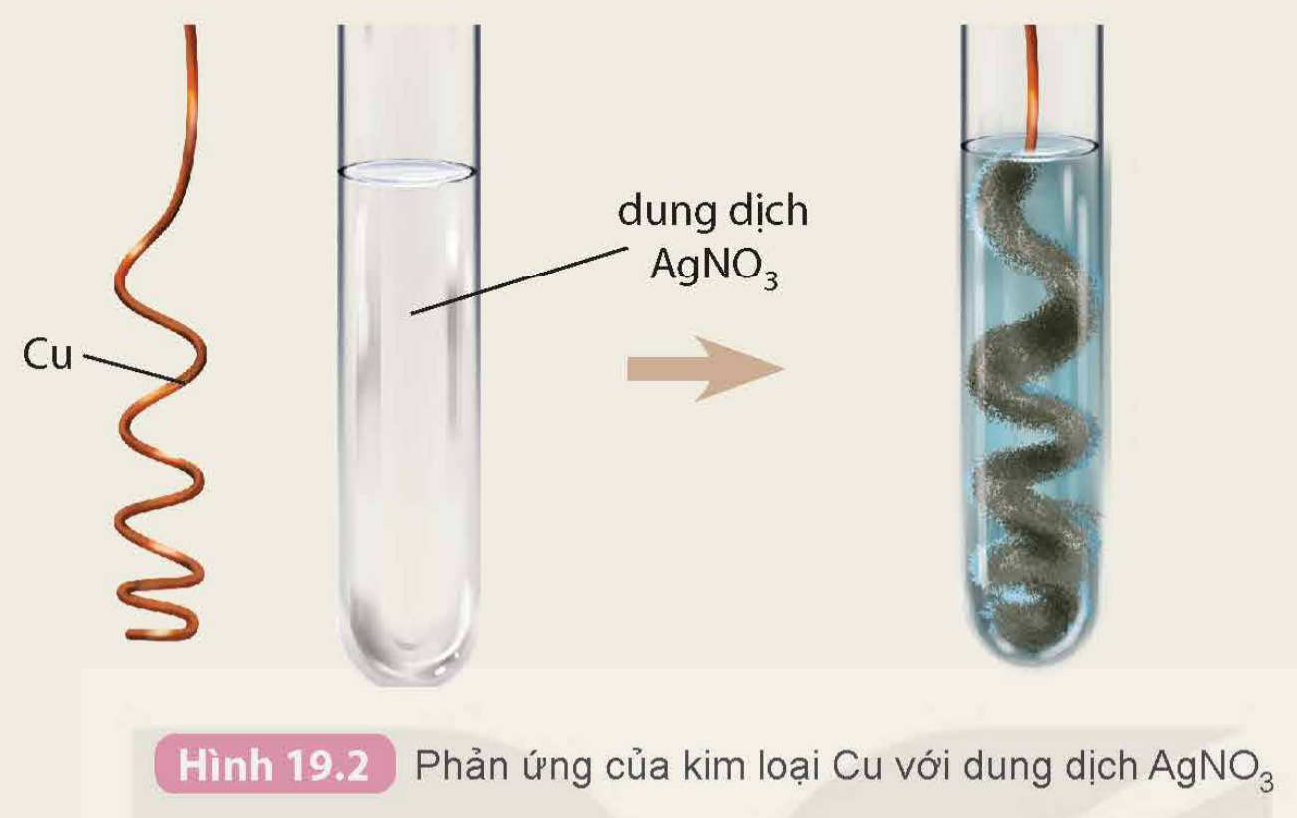 dung dịch
AgNO₃
Cu
Hình 19.2 Phản ứng của kim loại Cu với dung dịch AgNO₃